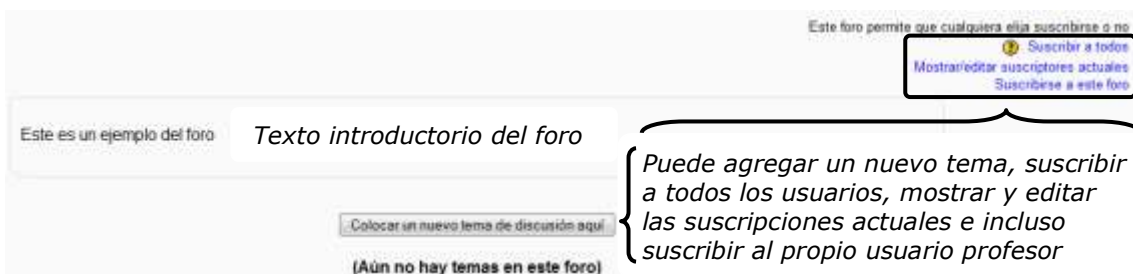 Este foro permite que cualquiera elija suscribirse o no
Suscribir a todos
Mostrar/editar suscriptores actuales
Suscribirse a este foro
Este es un ejemplo del foro
Texto introductorio del foro
Puede agregar un nuevo tema, suscribir
a todos los usuarios, mostrar y editar
las suscripciones actuales e incluso
suscribir al propio usuario profesor
Colocar un nuevo tema de discusión aquí
(Aún no hay temas en este foro)